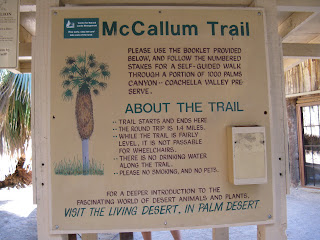 McCallum Trail
PLEASE USE THE BOOKLET PROVIDED
BELOW, AND FOLLOW THE NUMBERED
STAKES FOR A SELF-GUIDED WALK
THROUGH A PORTION OF 1000 PALMS
CANYON -- COACHELLA VALLEY PRE-
SERVE.
ABOUT THE TRAIL
-- TRAIL STARTS AND ENDS HERE.
-- THE ROUND TRIP IS 1.4 MILES.
-- WHILE THE TRAIL IS FAIRLY
LEVEL, IT IS NOT PASSABLE
FOR WHEELCHAIRS.
-- THERE IS NO DRINKING WATER
ALONG THE TRAIL.
-- PLEASE NO SMOKING, AND NO PETS.
FOR A DEEPER INTRODUCTION TO THE
FASCINATING WORLD OF DESERT ANIMALS AND PLANTS,
VISIT THE LIVING DESERT, IN PALM DESERT